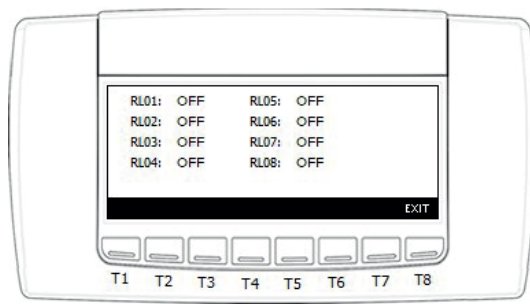 RL01: OFF RL05: OFF
RL02: OFF RL06: OFF
RL03: OFF RL07: OFF
RL04: OFF RL08: OFF
EXIT
T1 T2 T3 T4 T5 T6 T7 T8